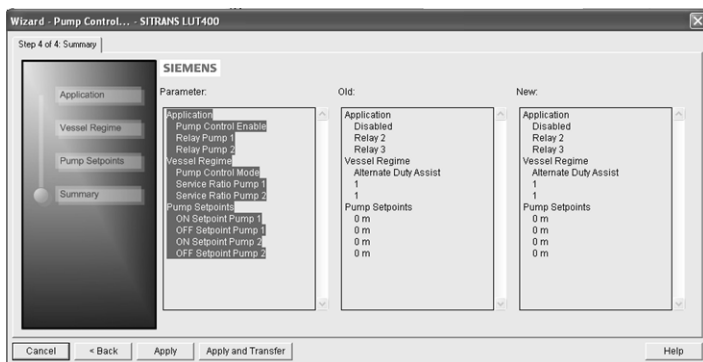 Wizard - Pump Control... - SITRANS LUT400
Step 4 of 4: Summary
SIEMENS
Application
Vessel Regime
Pump Setpoints
Summary
Parameter:
Application
Pump Control Enable
Relay Pump 1
Relay Pump 2
Vessel Regime
Pump Control Mode
Service Ratio Pump 1
Service Ratio Pump 2
Pump Setpoints
ON Setpoint Pump 1
OFF Setpoint Pump 1
ON Setpoint Pump 2
OFF Setpoint Pump 2
Old:
Application
Disabled
Relay 2
Relay 3
Vessel Regime
Alternate Duty Assist
1
1
Pump Setpoints
0 m
0 m
0 m
0 m
New:
Application
Disabled
Relay 2
Relay 3
Vessel Regime
Alternate Duty Assist
1
1
Pump Setpoints
0 m
0 m
0 m
0 m
Cancel
< Back
Apply
Apply and Transfer
Help